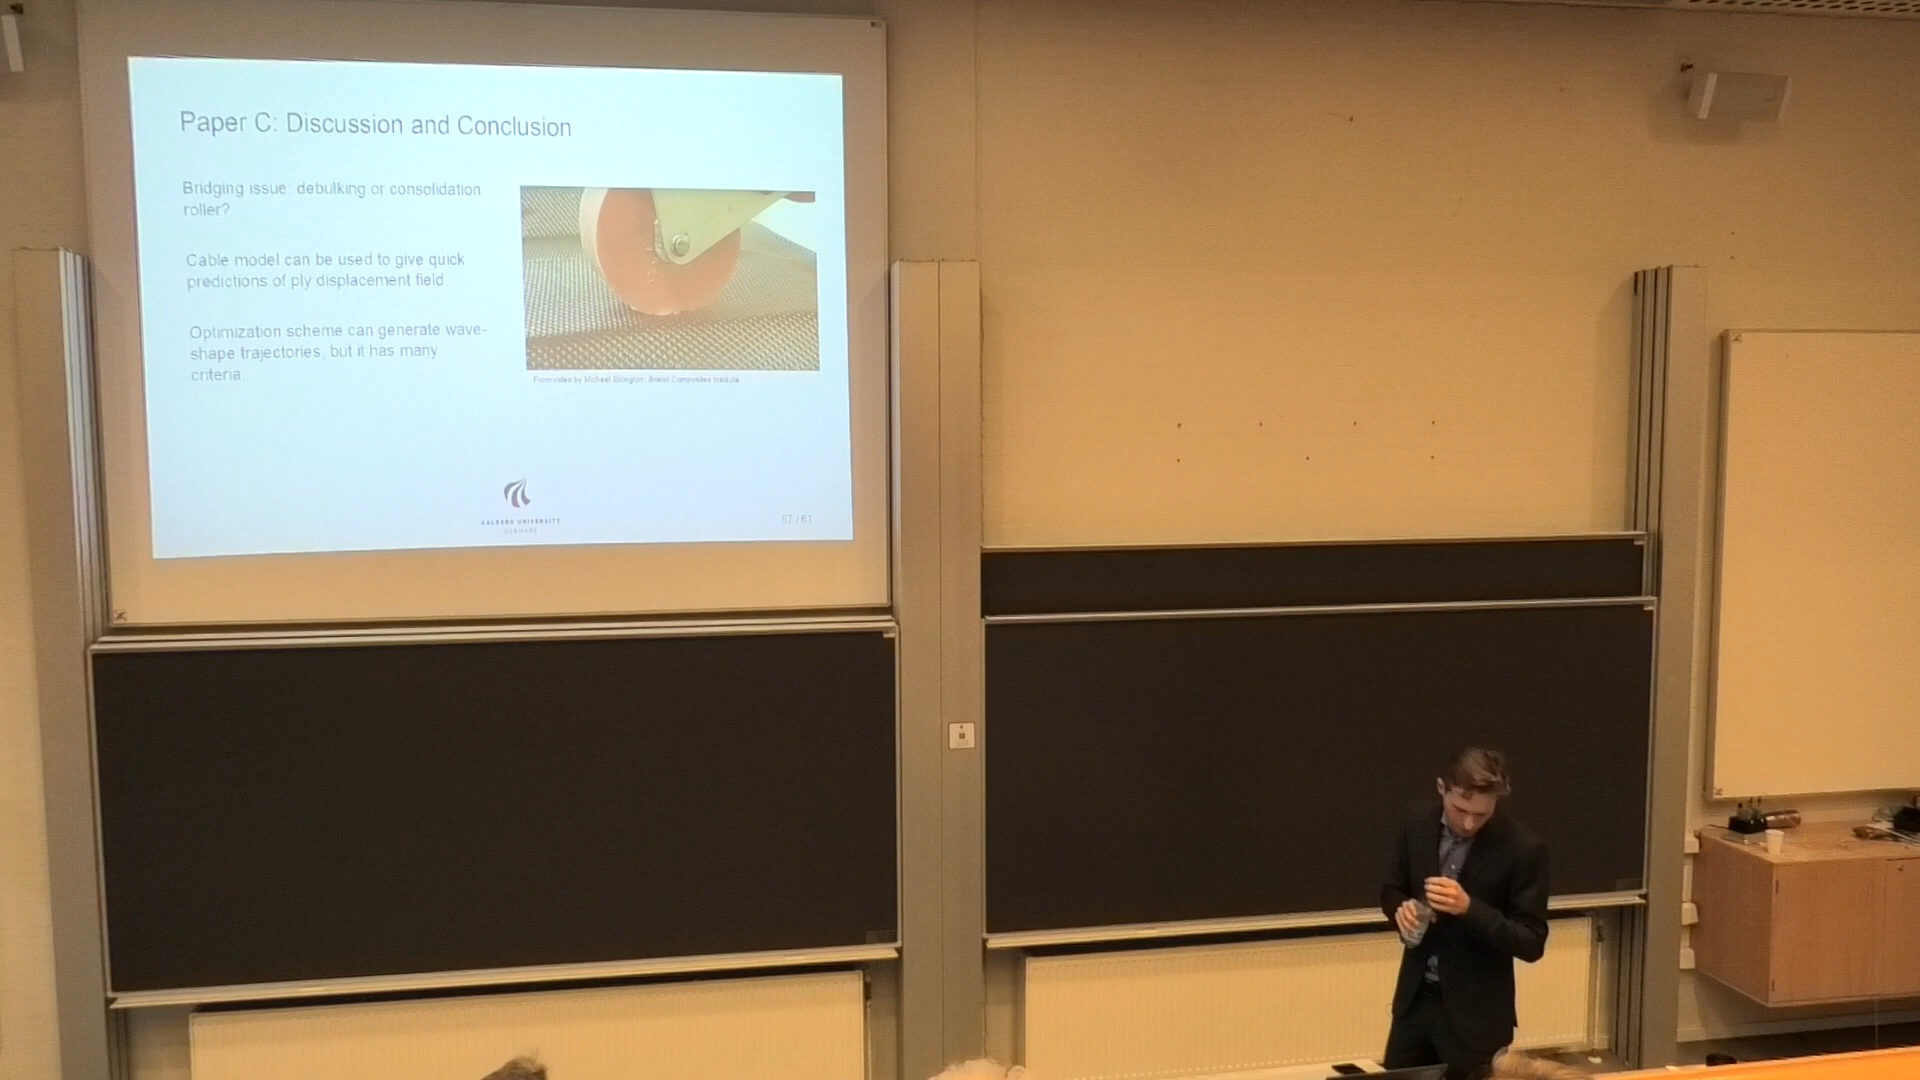 Paper C: Discussion and Conclusion
Bridging issue: debulking or consolidation
roller?
Cable model can be used to give quick
predictions of ply displacement field.
Optimization scheme can generate wave-
shape trajectories, but it has many
criteria.
From video by Michael Elkington, Bristol Composites Institute
AALBORG UNIVERSITY
DENMARK
57 / 61